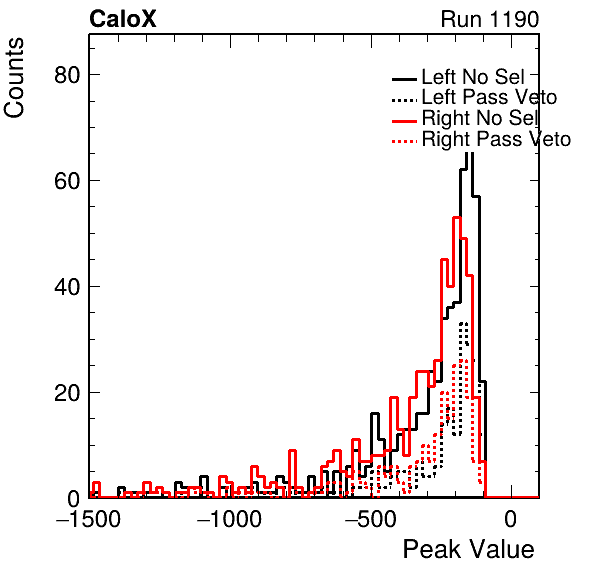 CaloX Run 1190
Counts
80
60
40
20
0
Left No Sel
Left Pass Veto
Right No Sel
Right Pass Veto
−1500 −1000 −500 0
Peak Value